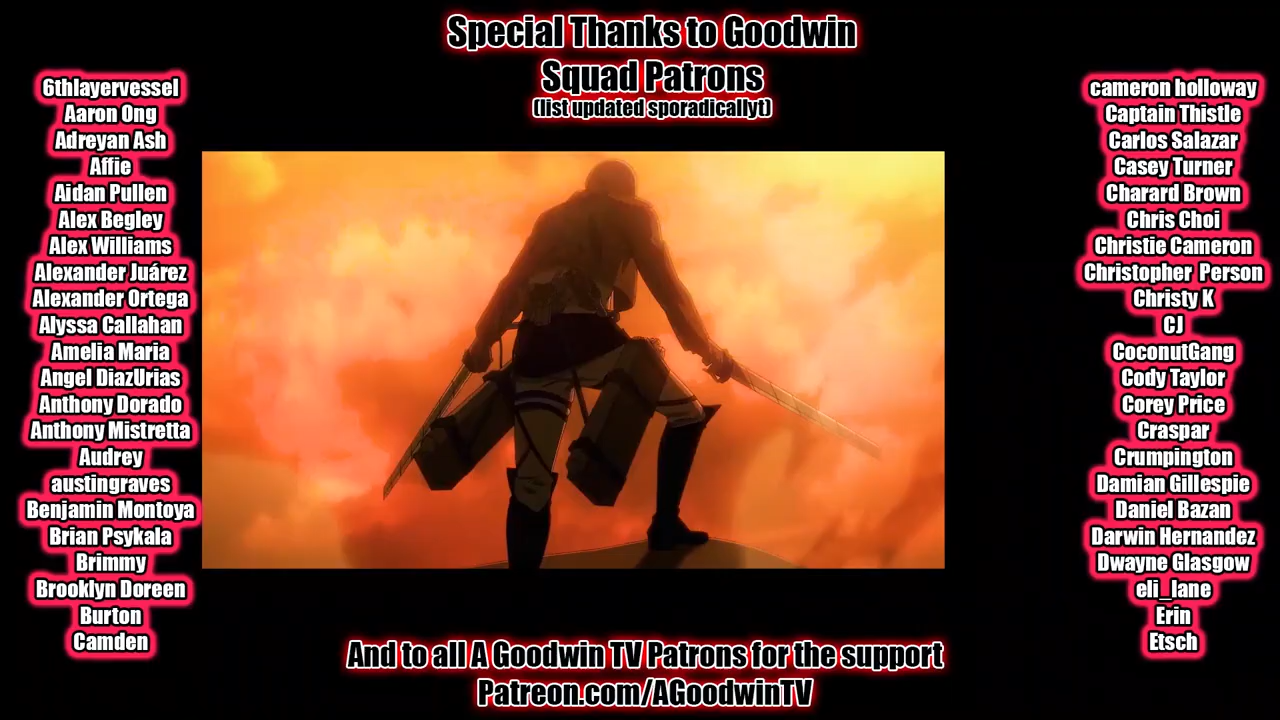 Special Thanks to Goodwin
Squad Patrons
(list updated sporadicallyt)
6thlayervessel
Aaron Ong
Adreyan Ash
Affie
Aidan Pullen
Alex Begley
Alex Williams
Alexander Juárez
Alexander Ortega
Alyssa Callahan
Amelia Maria
Angel DiazUrias
Anthony Dorado
Anthony Mistretta
Audrey
austingraves
Benjamin Montoya
Brian Psykala
Brimmy
Brooklyn Doreen
Burton
Camden
cameron holloway
Captain Thistle
Carlos Salazar
Casey Turner
Charard Brown
Chris Choi
Christie Cameron
Christopher  Person
Christy K
CJ
CoconutGang
Cody Taylor
Corey Price
Craspar
Crumpington
Damian Gillespie
Daniel Bazan
Darwin Hernandez
Dwayne Glasgow
eli_lane
Erin
Etsch
And to all A Goodwin TV Patrons for the support
Patreon.com/AGoodwinTV